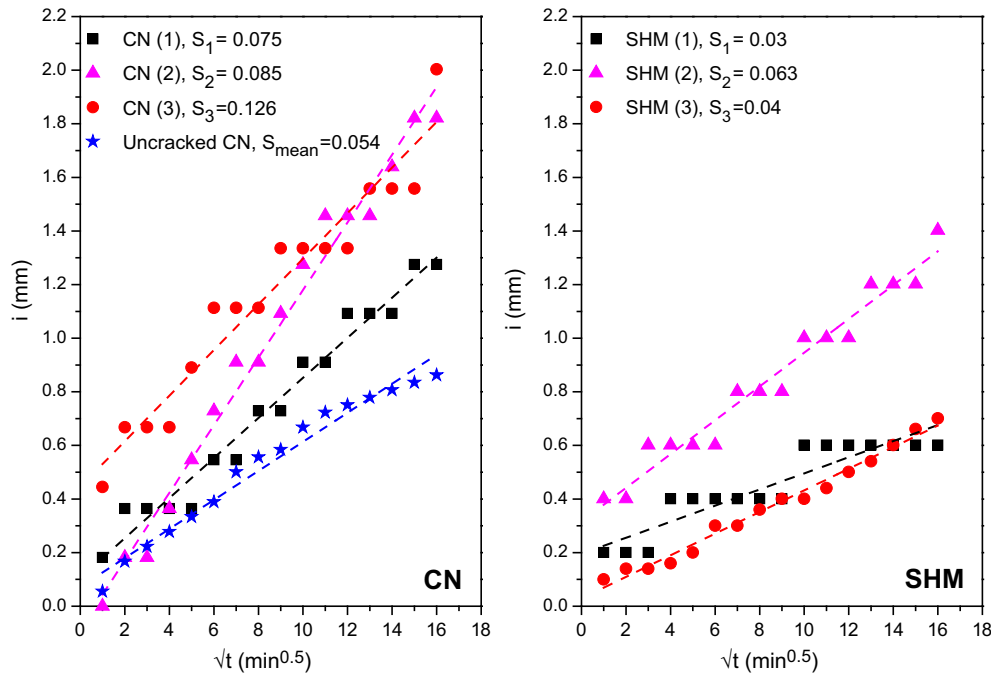 2.2
2.0
1.8
1.6
1.4
1.2
1.0
0.8
0.6
0.4
0.2
0.0
i (mm)
CN (1), S1= 0.075
CN (2), S2= 0.085
CN (3), S3=0.126
Uncracked CN, Smean=0.054
CN
0 2 4 6 8 10 12 14 16 18
√t (min0.5)
2.2
2.0
1.8
1.6
1.4
1.2
1.0
0.8
0.6
0.4
0.2
0.0
i (mm)
SHM (1), S1= 0.03
SHM (2), S2= 0.063
SHM (3), S3=0.04
SHM
0 2 4 6 8 10 12 14 16 18
√t (min0.5)